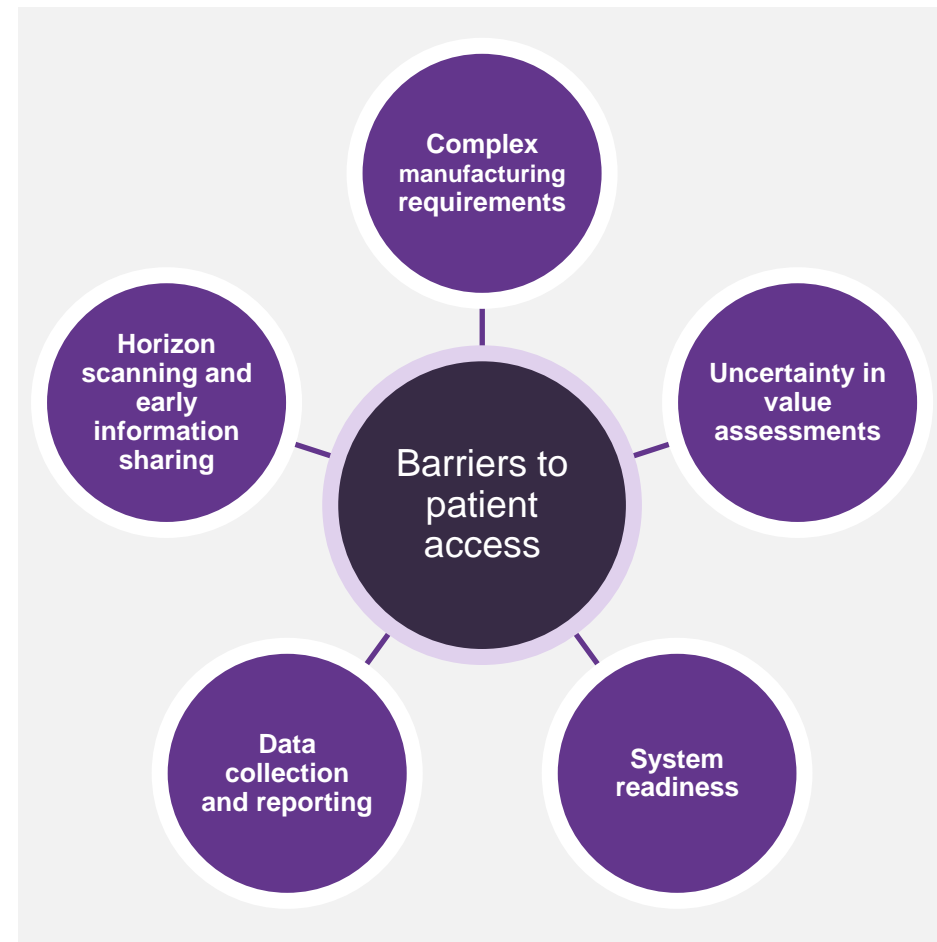 Complex
manufacturing
requirements
Uncertainty in
value
assessments
System
readiness
Data
collection
and reporting
Horizon
scanning and
early
information
sharing
Barriers to
patient
access